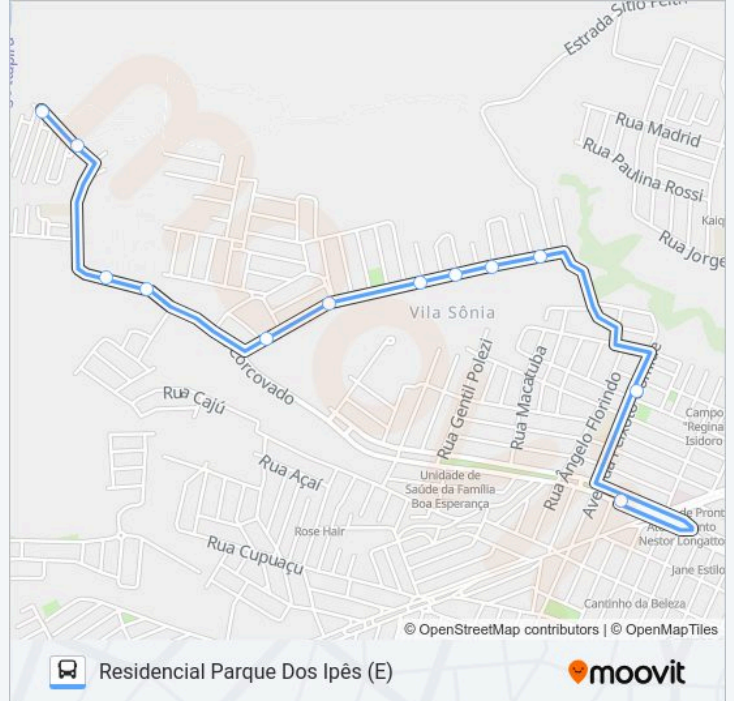 Estrada Sítio
Rua Madrid
Rua Paulina Rossi
Kaiq
Rua Jorge
Vila Sônia
Corcovado
Rua Gentil Polezi
Rua Macatuba
Rua Cajú
Rua Ângelo Florindo
Campo
"Regina
Isidoro
Rua Açaí
Unidade de
Saúde da Família
Boa Esperança
de Pront
Nestor Longatto
Rose Hair
Rua Cupuaçu
Jane Estilo
Cantinho da Beleza
© OpenStreetMap contributors | © OpenMapTiles
Residencial Parque Dos Ipês (E)
moovit